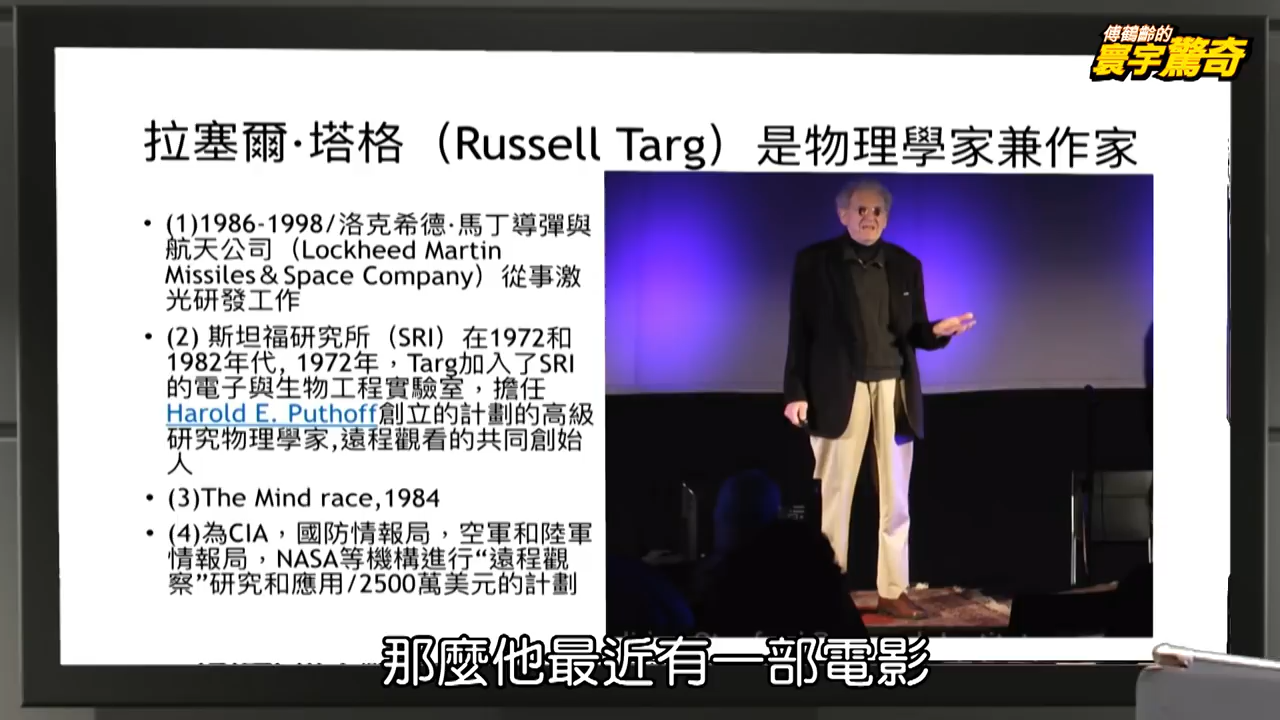 傅鶴齡的
寰宇驚奇
拉塞爾·塔格（Russell Targ）是物理學家兼作家
• (1)1986-1998/洛克希德·馬丁導彈與
航天公司（Lockheed Martin
Missiles＆Space Company）從事激
光研發工作
• (2) 斯坦福研究所（SRI）在1972和
1982年代, 1972年，Targ加入了SRI
的電子與生物工程實驗室，擔任
Harold E. Puthoff創立的計劃的高級
研究物理學家,遠程觀看的共同創始
人
• (3)The Mind race,1984
• (4)為CIA，國防情報局，空軍和陸軍
情報局，NASA等機構進行“遠程觀
察”研究和應用/2500萬美元的計劃
那麼他最近有一部電影